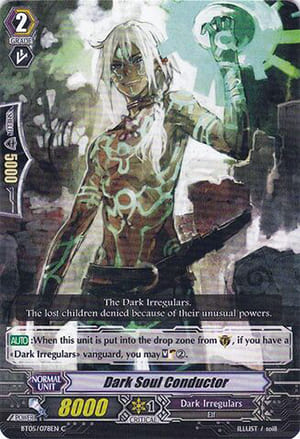 2
GRADE
5000
The Dark Irregulars.
The lost children denied because of their unusual powers.
AUTO :When this unit is put into the drop zone from , if you have a
«Dark Irregulars» vanguard, you may 2.
NORMAL UNIT
Dark Soul Conductor
POWER 8000 1 CRITICAL
Dark Irregulars
Elf
BT05/078EN C
ILLUST / toi8